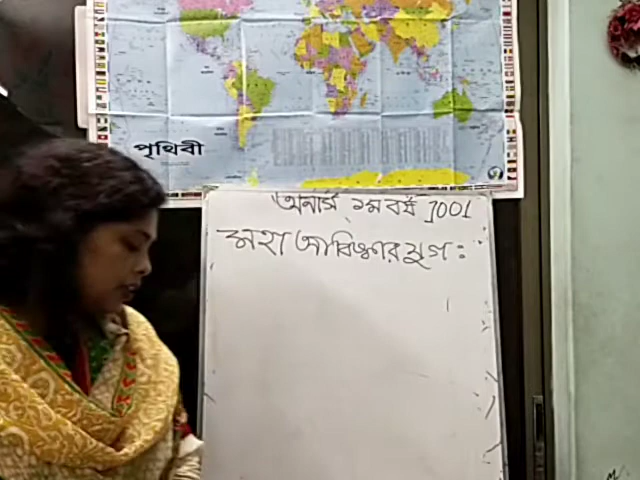 পৃথিবী
অনার্স ১ম বর্ষ 1001
মহা আবিষ্কার যুগ :